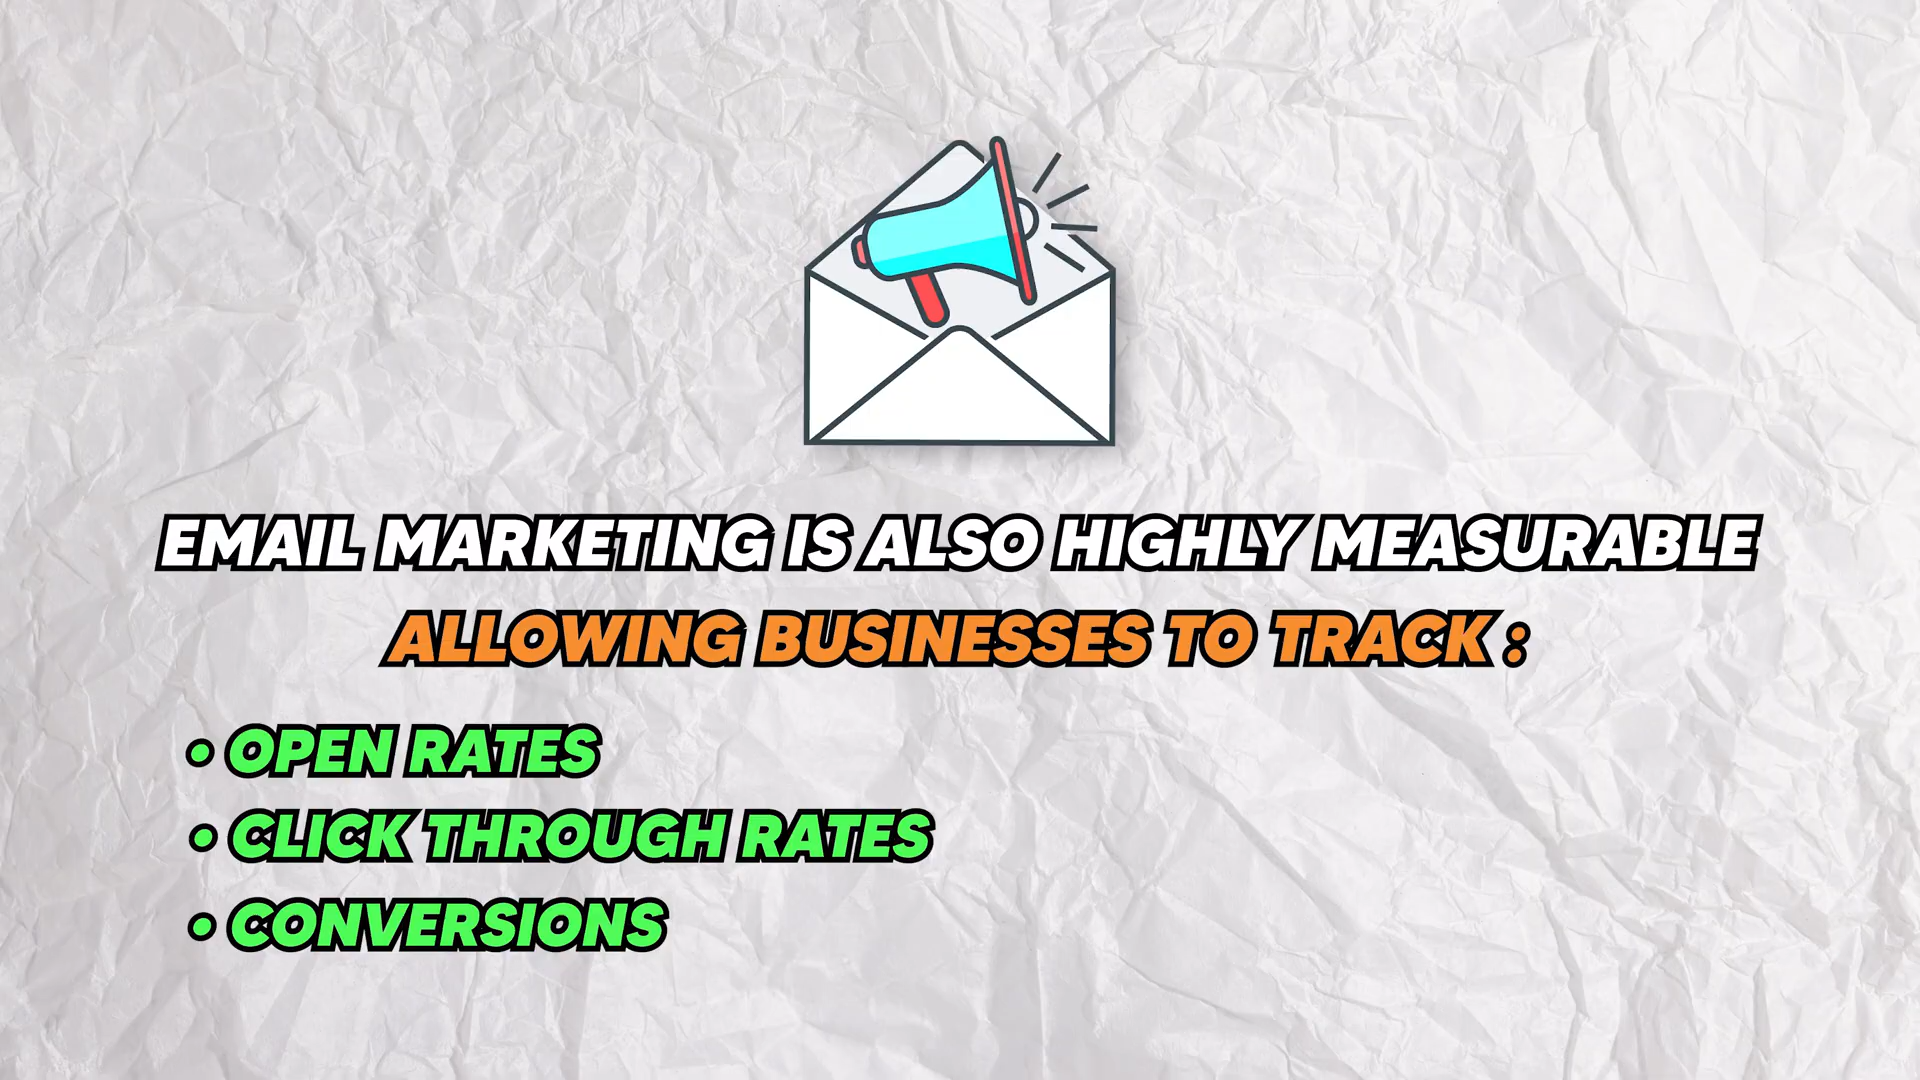 EMAIL MARKETING IS ALSO HIGHLY MEASURABLE
ALLOWING BUSINESSES TO TRACK :
• OPEN RATES
• CLICK THROUGH RATES
• CONVERSIONS